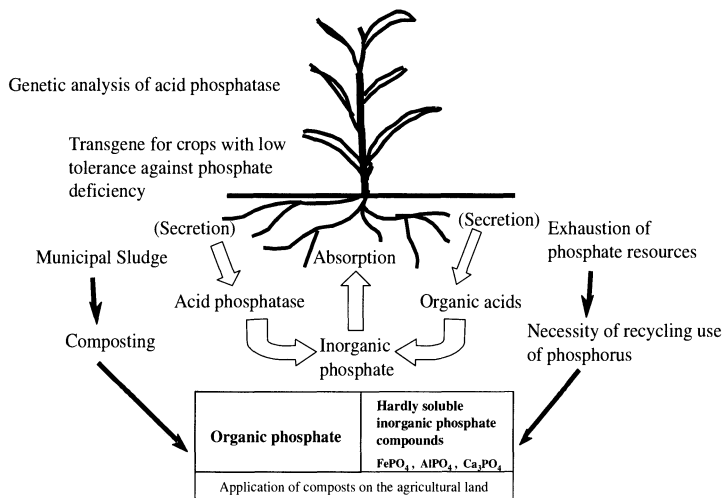 Genetic analysis of acid phosphatase
Transgene for crops with low
tolerance against phosphate
deficiency
(Secretion)
(Secretion)
Municipal Sludge
Absorption
Exhaustion of
phosphate resources
Acid phosphatase
Organic acids
Composting
Inorganic
phosphate
Necessity of recycling use
of phosphorus
Organic phosphate
Hardly soluble
inorganic phosphate
compounds
FePO₄ , AlPO₄ , Ca₃PO₄
Application of composts on the agricultural land